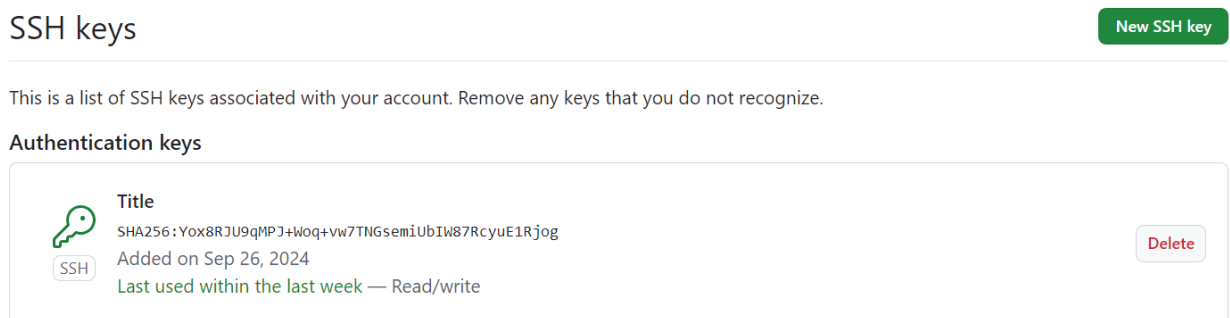 SSH keys
New SSH key
This is a list of SSH keys associated with your account. Remove any keys that you do not recognize.
Authentication keys
Title
SHA256:Yox8RJU9qMPJ+Woq+vw7TNGsemiUbIW87RcyuE1Rjog
Added on Sep 26, 2024
Last used within the last week — Read/write
SSH
Delete